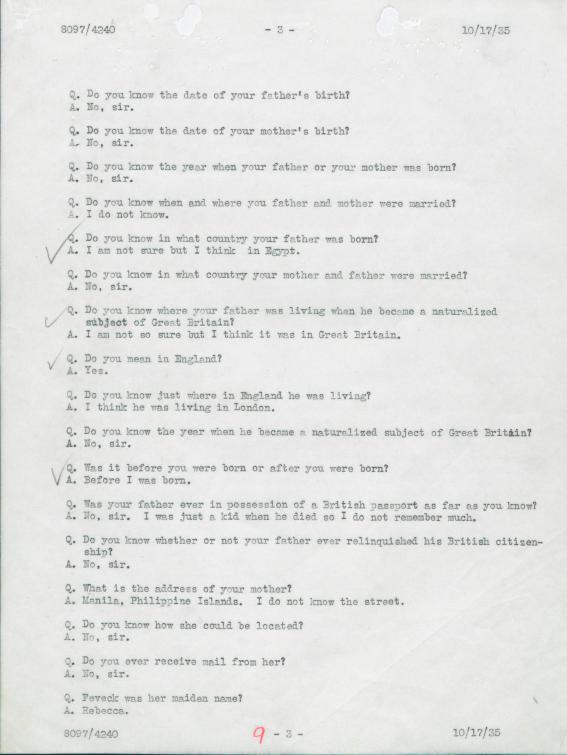 8097/4240 - 3 - 10/17/35
Q. Do you know the date of your father's birth?
A. No, sir.
Q. Do you know the date of your mother's birth?
A. No, sir.
Q. Do you know the year when your father or your mother was born?
A. No, sir.
Q. Do you know when and where you father and mother were married?
A. I do not know.
Q. Do you know in what country your father was born?
A. I am not sure but I think in Egypt.
Q. Do you know in what country your mother and father were married?
A. No, sir.
Q. Do you know where your father was living when he became a naturalized
subject of Great Britain?
A. I am not so sure but I think it was in Great Britain.
Q. Do you mean in England?
A. Yes.
Q. Do you know just where in England he was living?
A. I think he was living in London.
Q. Do you know the year when he became a naturalized subject of Great Britain?
A. No, sir.
Q. Was it before you were born or after you were born?
A. Before I was born.
Q. Was your father ever in possession of a British passport as far as you know?
A. No, sir. I was just a kid when he died so I do not remember much.
Q. Do you know whether or not your father ever relinquished his British citizen-
ship?
A. No, sir.
Q. What is the address of your mother?
A. Manila, Philippine Islands. I do not know the street.
Q. Do you know how she could be located?
A. No, sir.
Q. Do you ever receive mail from her?
A. No, sir.
Q. Feveck was her maiden name?
A. Rebecca.
8097/4240 9 - 3 - 10/17/35